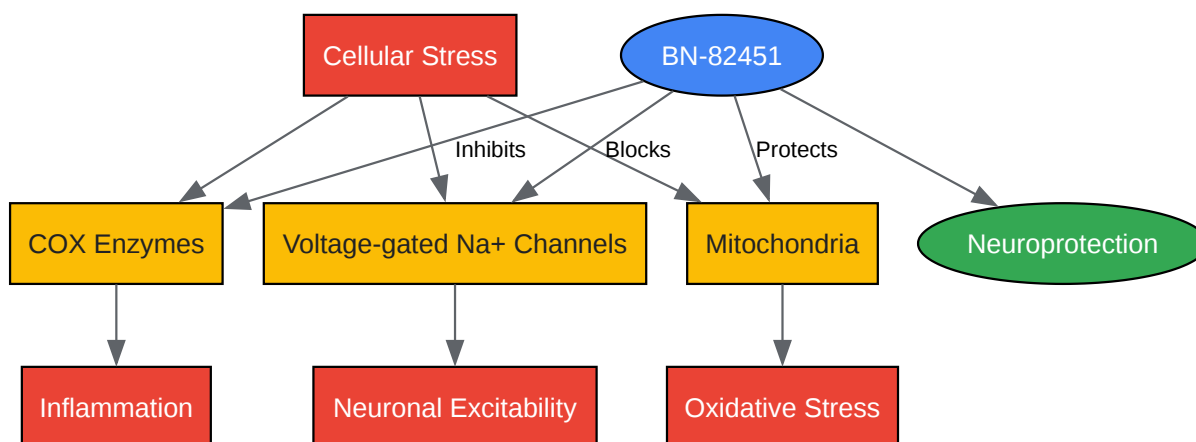 Cellular Stress
BN-82451
Inhibits
Blocks
Protects
COX Enzymes
Voltage-gated Na+ Channels
Mitochondria
Neuroprotection
Inflammation
Neuronal Excitability
Oxidative Stress